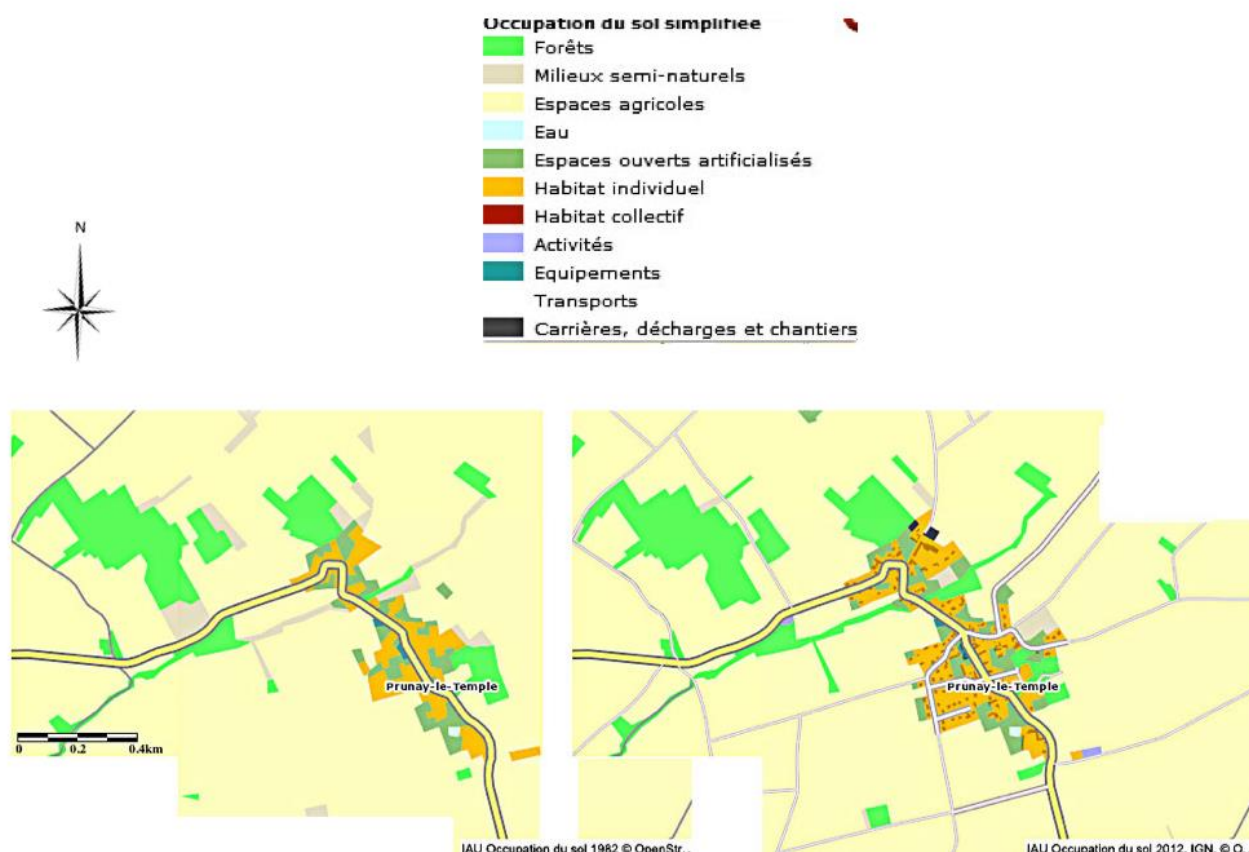 Occupation du sol simplifiée
Forêts
Milieux semi-naturels
Espaces agricoles
Eau
Espaces ouverts artificialisés
Habitat individuel
Habitat collectif
Activités
Equipements
Transports
Carrières, décharges et chantiers
N
Prunay-le-Temple
Prunay-le-Temple
0 0.2 0.4km
IAU Occupation du sol 1982 © OpenStr...
IAU Occupation du sol 2012, IGN, © O.